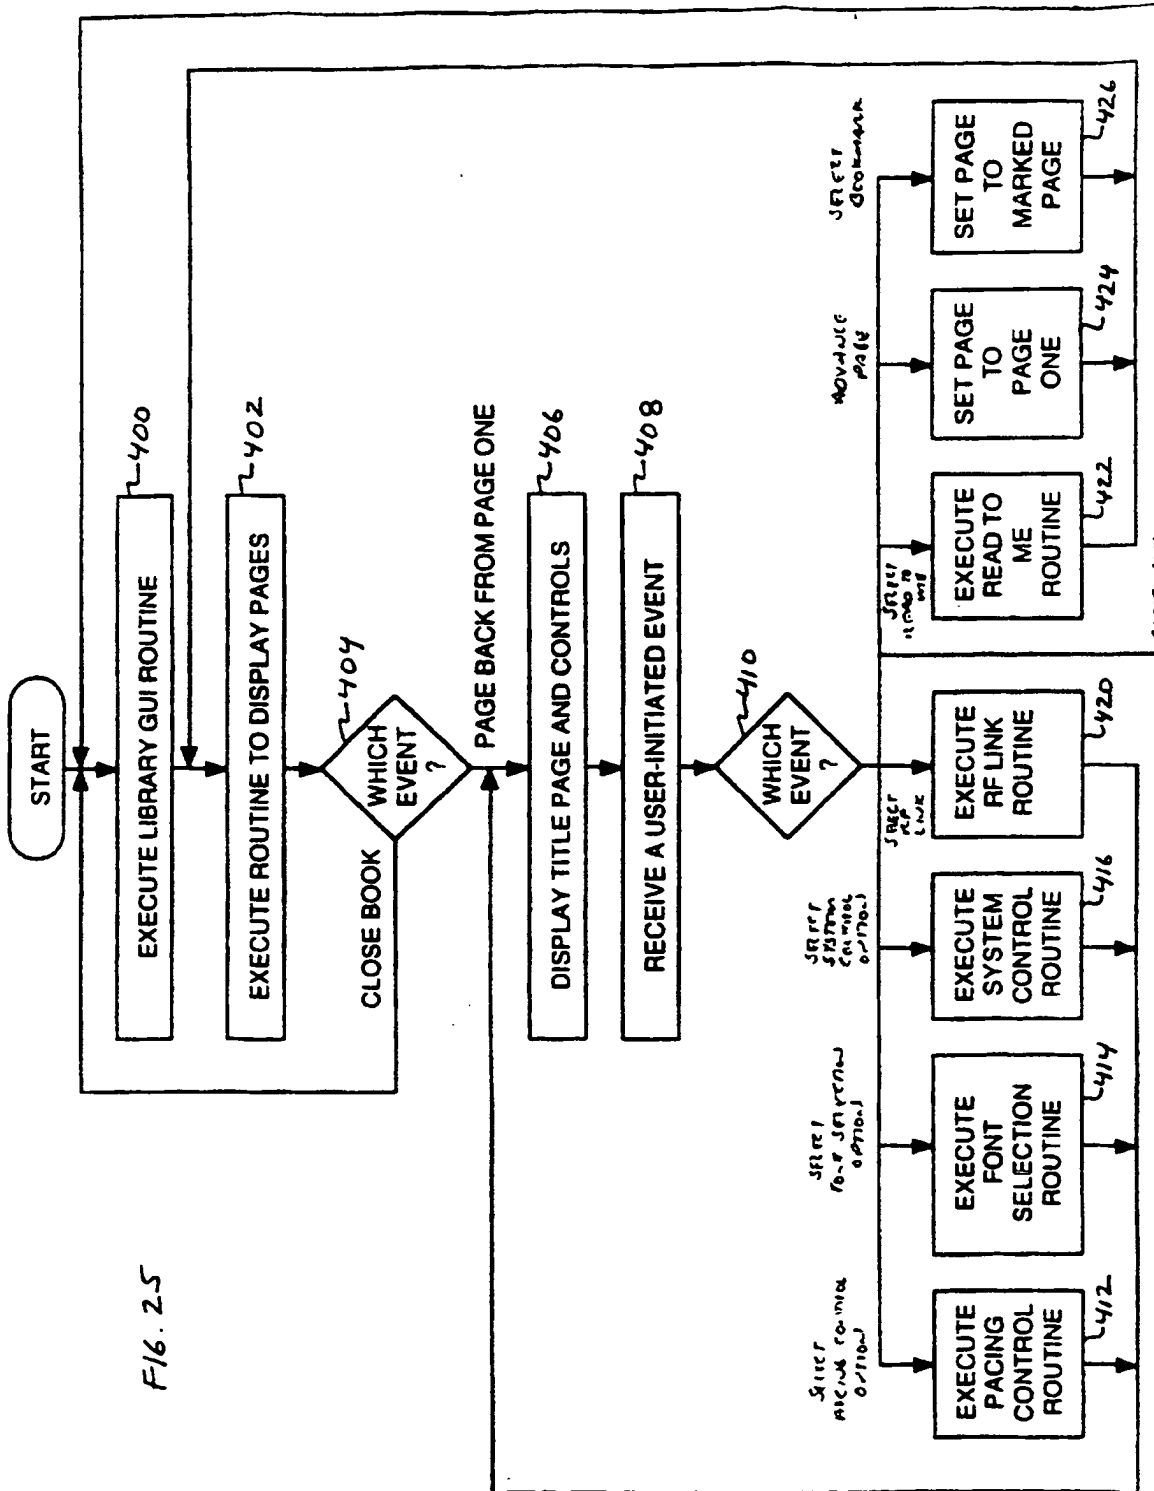 START
EXECUTE LIBRARY GUI ROUTINE
400
EXECUTE ROUTINE TO DISPLAY PAGES
402
WHICH
EVENT
?
404
CLOSE BOOK
PAGE BACK FROM PAGE ONE
DISPLAY TITLE PAGE AND CONTROLS
406
RECEIVE A USER-INITIATED EVENT
408
WHICH
EVENT
?
410
SELECT
PACING CONTROL
OPTION
EXECUTE
PACING
CONTROL
ROUTINE
412
SELECT
FONT SELECTION
OPTION
EXECUTE
FONT
SELECTION
ROUTINE
414
SELECT
SYSTEM
CONTROL
OPTION
EXECUTE
SYSTEM
CONTROL
ROUTINE
416
SELECT
RF
LINK
EXECUTE
RF LINK
ROUTINE
420
SELECT
READ TO
ME
EXECUTE
READ TO
ME
ROUTINE
422
ADVANCE
PAGE
SET PAGE
TO
PAGE
ONE
424
SELECT
BOOKMARK
SET PAGE
TO
MARKED
PAGE
426
FIG. 25